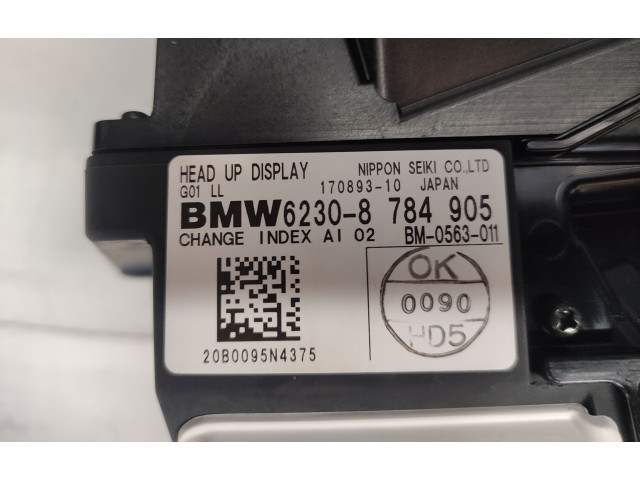 HEAD UP DISPLAY NIPPON SEIKI CO.,LTD
G01 LL 170893-10 JAPAN
BMW6230-8 784 905
CHANGE INDEX AI 02 BM-0563-011
OK
0090
HD5
20B0095N4375